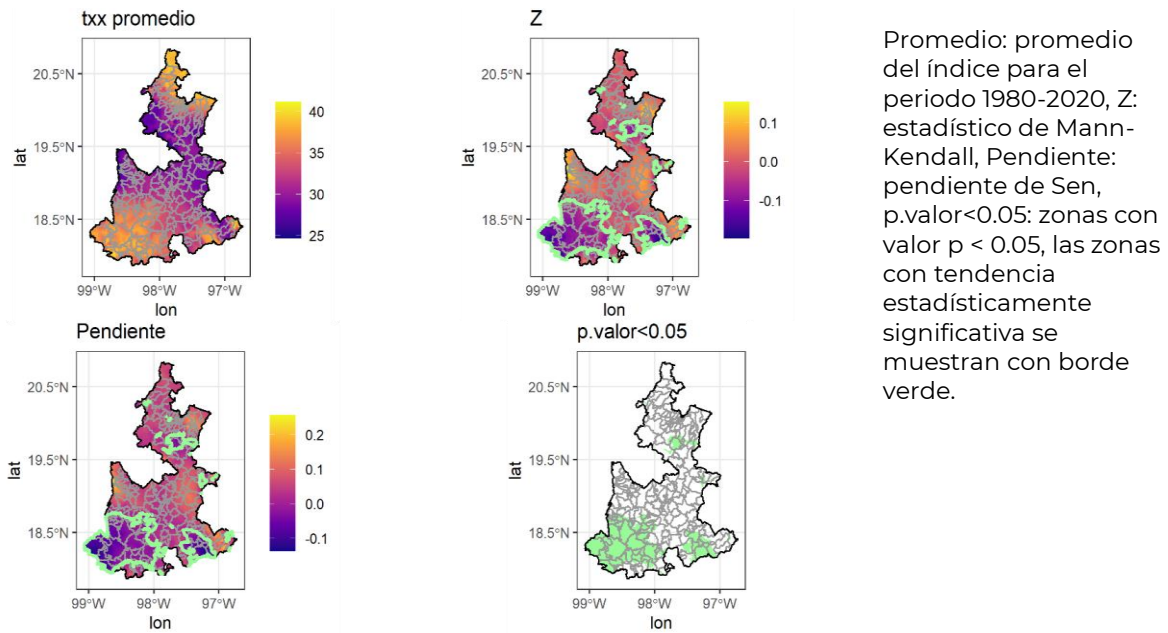 txx promedio
20.5°N
19.5°N
18.5°N
lat
99°W 98°W 97°W
lon
40
35
30
25
Z
20.5°N
19.5°N
18.5°N
lat
99°W 98°W 97°W
lon
0.1
0.0
-0.1
Pendiente
20.5°N
19.5°N
18.5°N
lat
99°W 98°W 97°W
lon
0.2
0.1
0.0
-0.1
p.valor<0.05
20.5°N
19.5°N
18.5°N
lat
99°W 98°W 97°W
lon
Promedio: promedio
del índice para el
periodo 1980-2020, Z:
estadístico de Mann-
Kendall, Pendiente:
pendiente de Sen,
p.valor<0.05: zonas con
valor p < 0.05, las zonas
con tendencia
estadísticamente
significativa se
muestran con borde
verde.